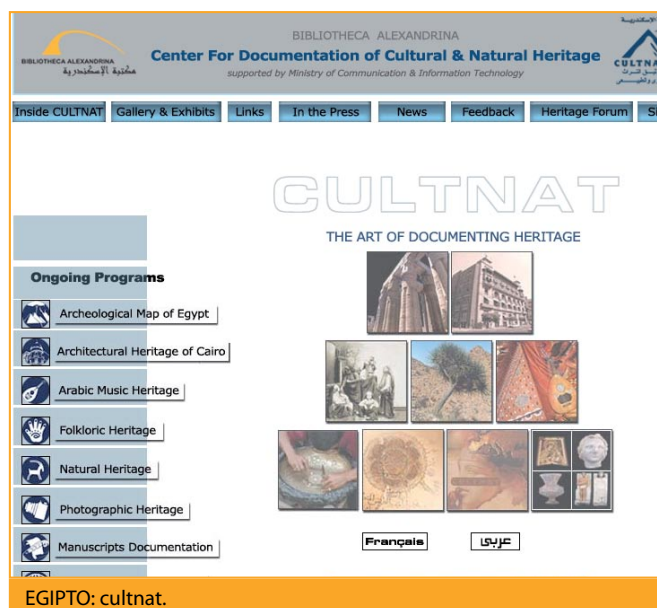 BIBLIOTHECA ALEXANDRINA
Center For Documentation of Cultural & Natural Heritage
supported by Ministry of Communication & Information Technology
BIBLIOTHECA ALEXANDRINA
مكتبة الإسكندرية
CULTNA
Inside CULTNAT Gallery & Exhibits Links In the Press News Feedback Heritage Forum
CULTNAT
THE ART OF DOCUMENTING HERITAGE
Ongoing Programs
Archeological Map of Egypt
Architectural Heritage of Cairo
Arabic Music Heritage
Folkloric Heritage
Natural Heritage
Photographic Heritage
Manuscripts Documentation
Français عربى
EGIPTO: cultnat.